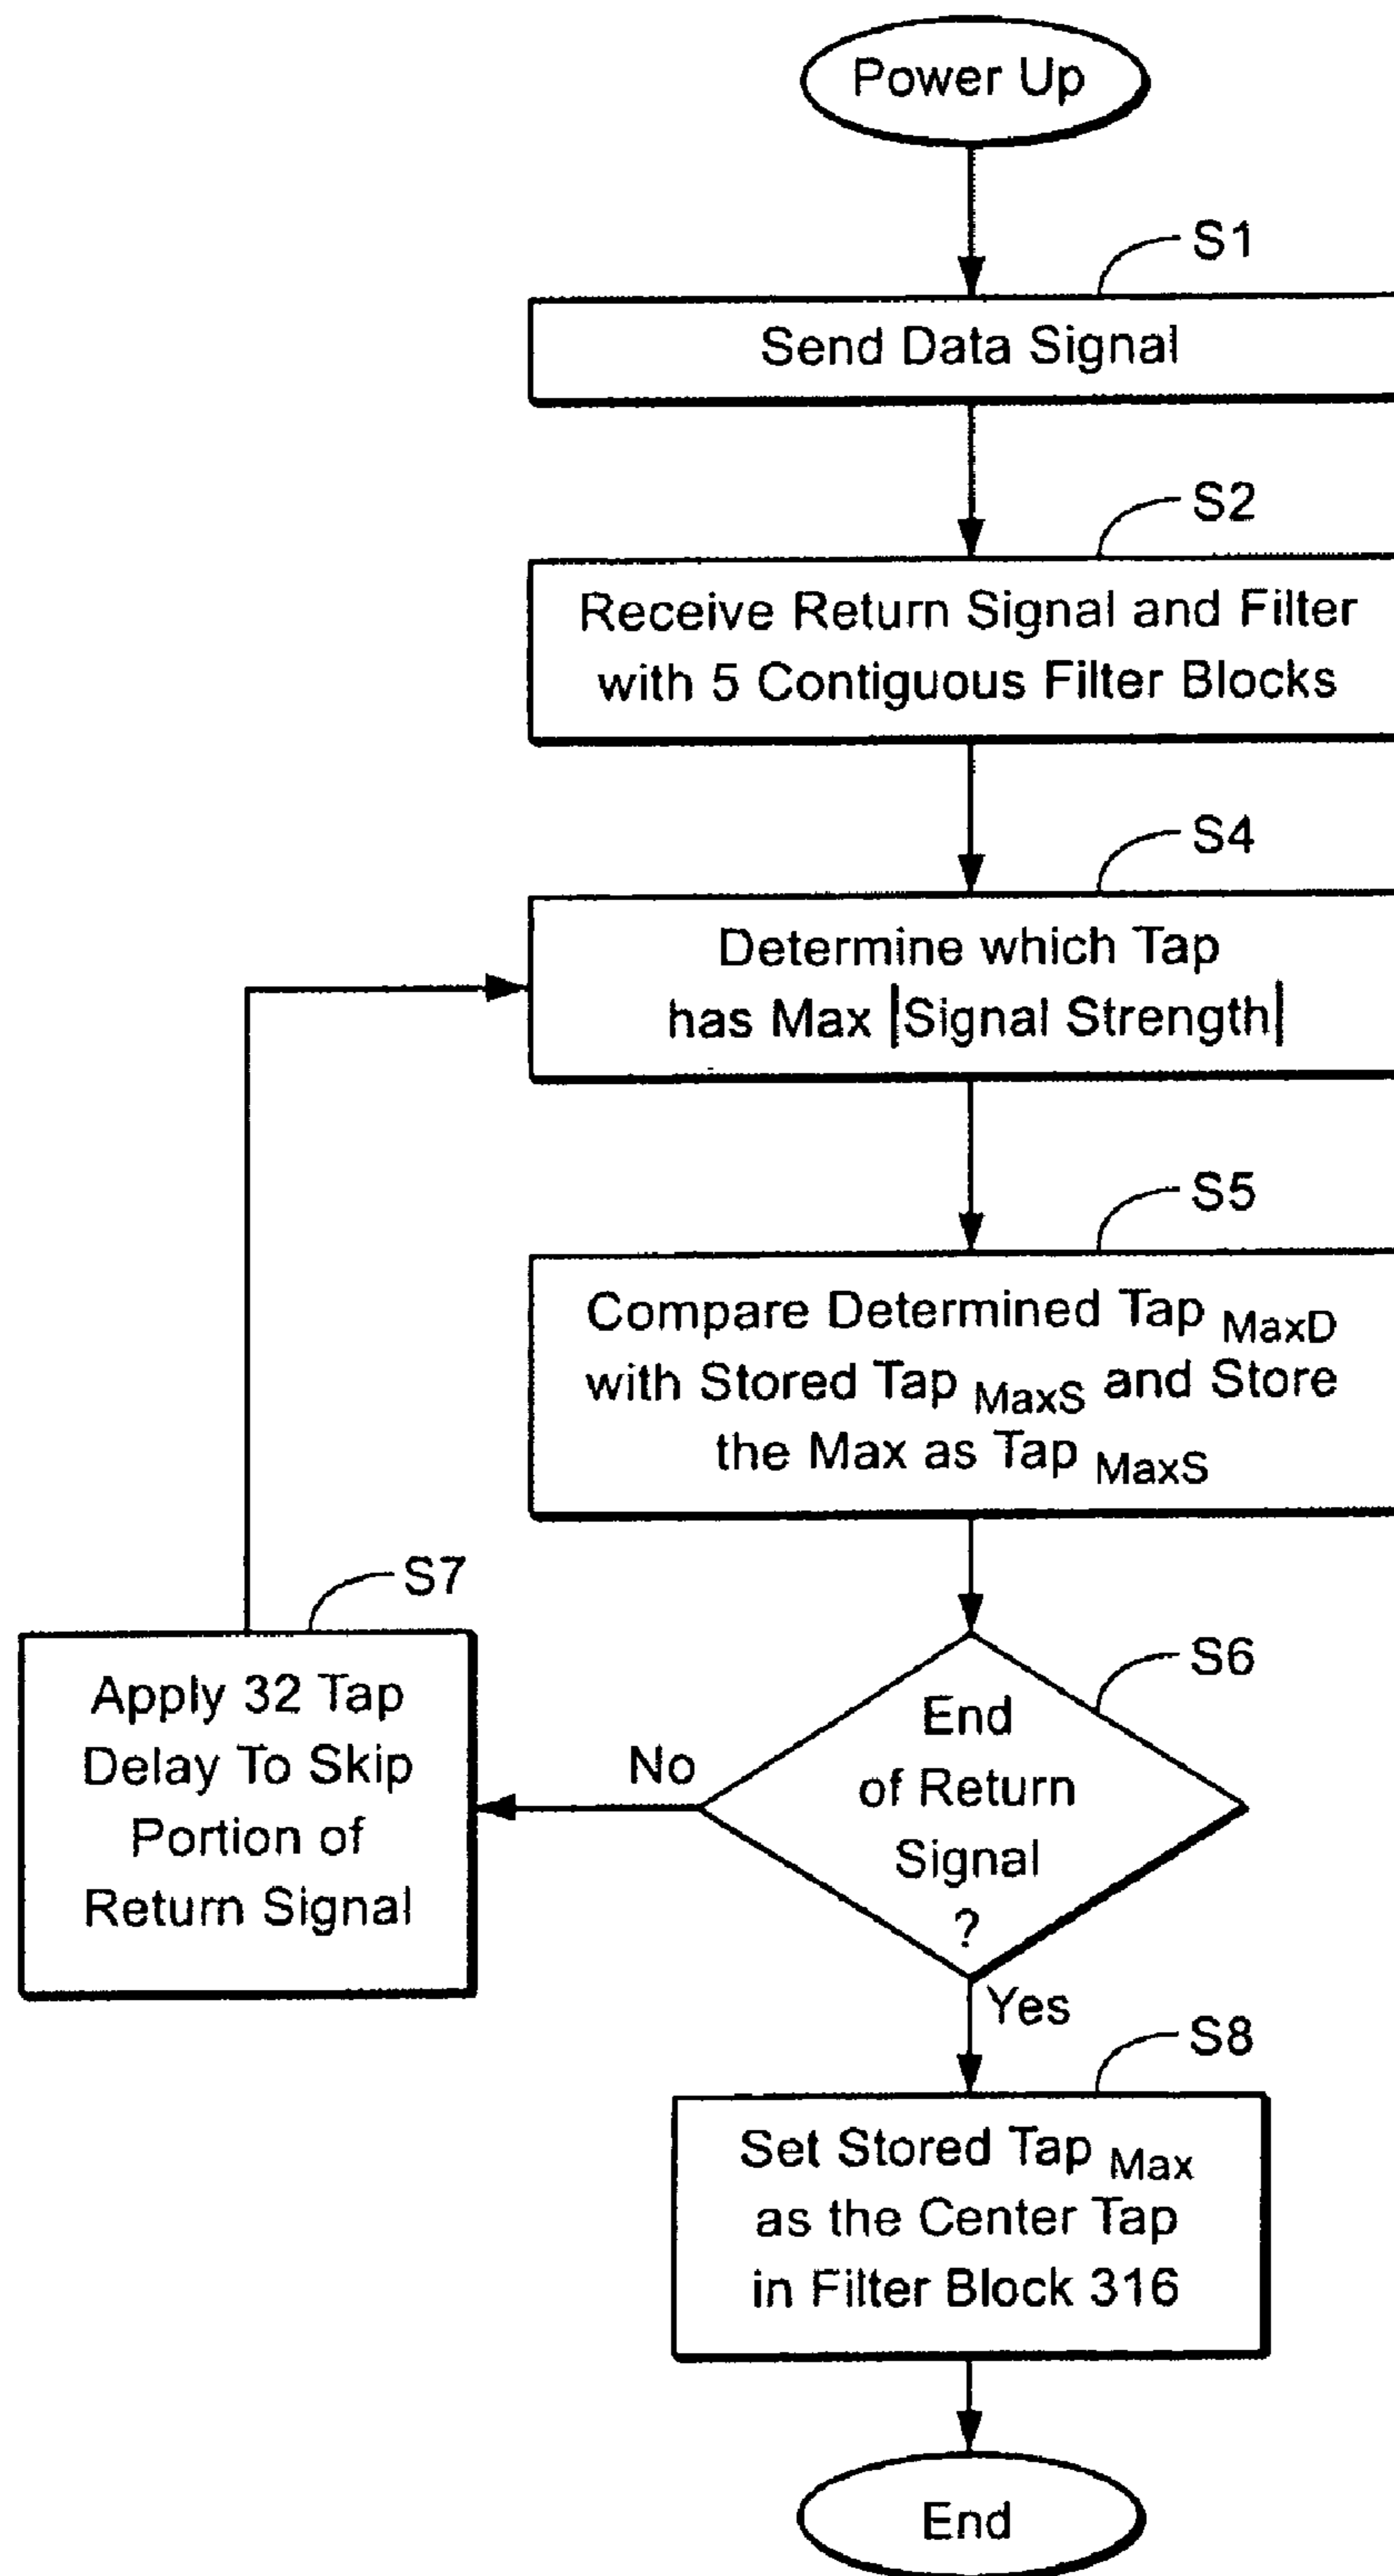 Power Up
S1
Send Data Signal
S2
Receive Return Signal and Filter
with 5 Contiguous Filter Blocks
S4
Determine which Tap
has Max |Signal Strength|
S5
Compare Determined Tap MaxD
with Stored Tap MaxS and Store
the Max as Tap MaxS
S7
Apply 32 Tap
Delay To Skip
Portion of
Return Signal
S6
End
of Return
Signal
?
No
Yes
S8
Set Stored Tap Max
as the Center Tap
in Filter Block 316
End